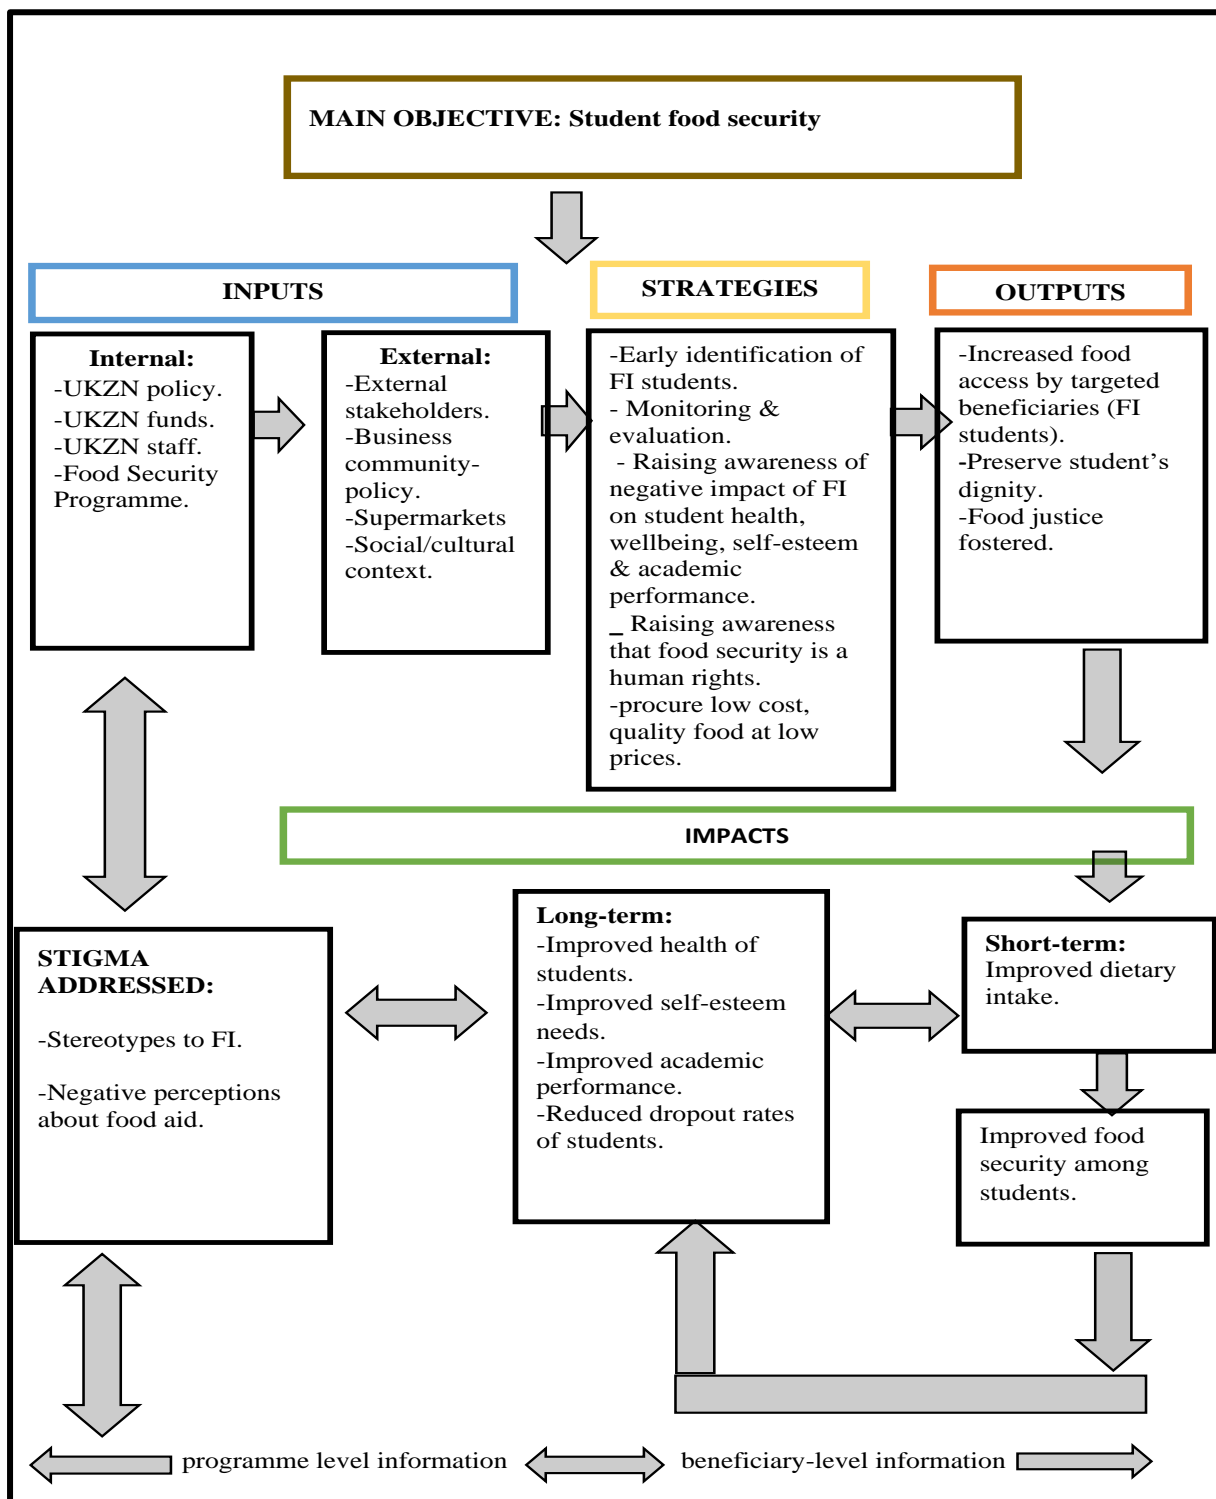 MAIN OBJECTIVE: Student food security
INPUTS
STRATEGIES
OUTPUTS
Internal:
-UKZN policy.
-UKZN funds.
-UKZN staff.
-Food Security
Programme.
External:
-External
stakeholders.
-Business
community-
policy.
-Supermarkets
-Social/cultural
context.
-Early identification of
FI students.
- Monitoring &
evaluation.
- Raising awareness of
negative impact of FI
on student health,
wellbeing, self-esteem
& academic
performance.
_ Raising awareness
that food security is a
human rights.
-procure low cost,
quality food at low
prices.
-Increased food
access by targeted
beneficiaries (FI
students).
-Preserve student’s
dignity.
-Food justice
fostered.
IMPACTS
STIGMA
ADDRESSED:
-Stereotypes to FI.
-Negative perceptions
about food aid.
Long-term:
-Improved health of
students.
-Improved self-esteem
needs.
-Improved academic
performance.
-Reduced dropout rates
of students.
Short-term:
Improved dietary
intake.
Improved food
security among
students.
programme level information
beneficiary-level information